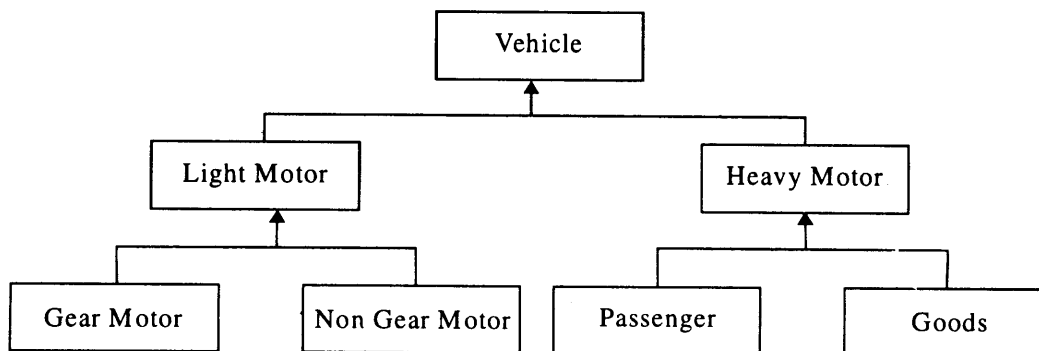 Vehicle
Light Motor
Heavy Motor
Gear Motor
Non Gear Motor
Passenger
Goods